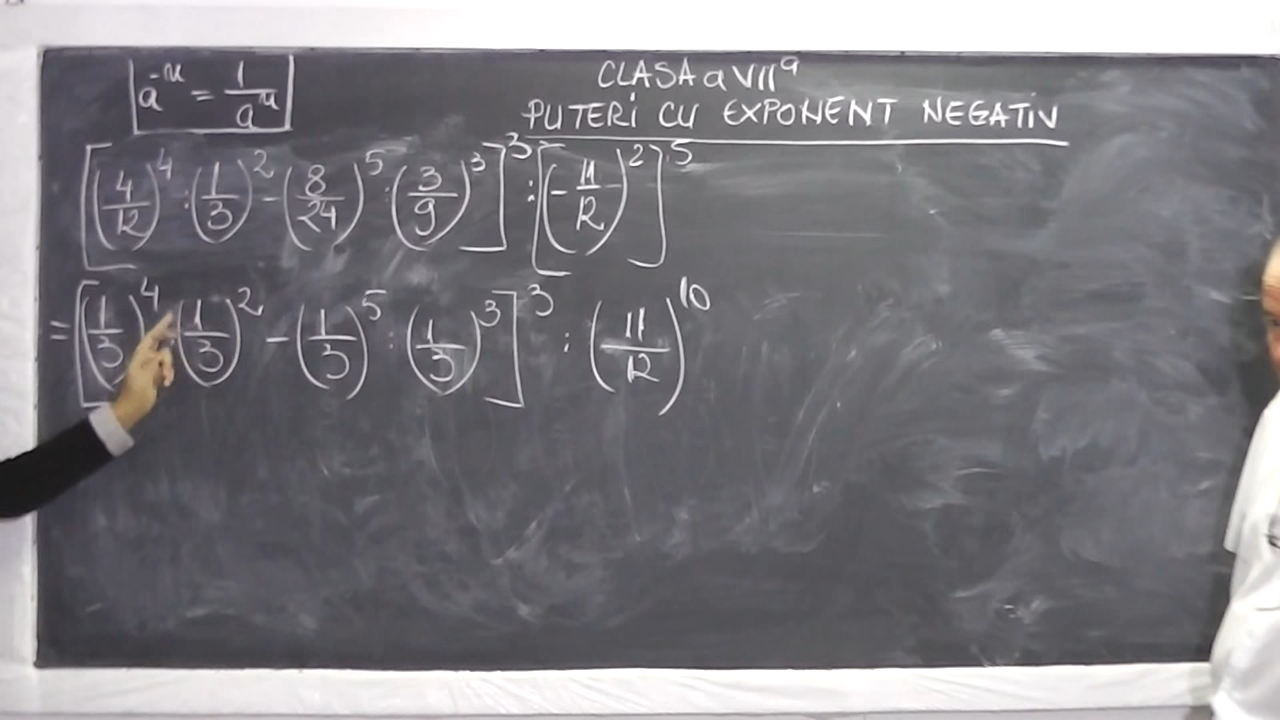 a⁻ⁿ = 1/aⁿ
CLASA a VII ª
PUTERI CU EXPONENT NEGATIV
[(4/12)⁴ : (1/3)² - (8/24)⁵ : (3/9)³]³ : [(-11/12)²]⁵
= [(1/3)⁴ (1/3)² - (1/3)⁵ : (1/3)³]³ : (11/12)¹⁰